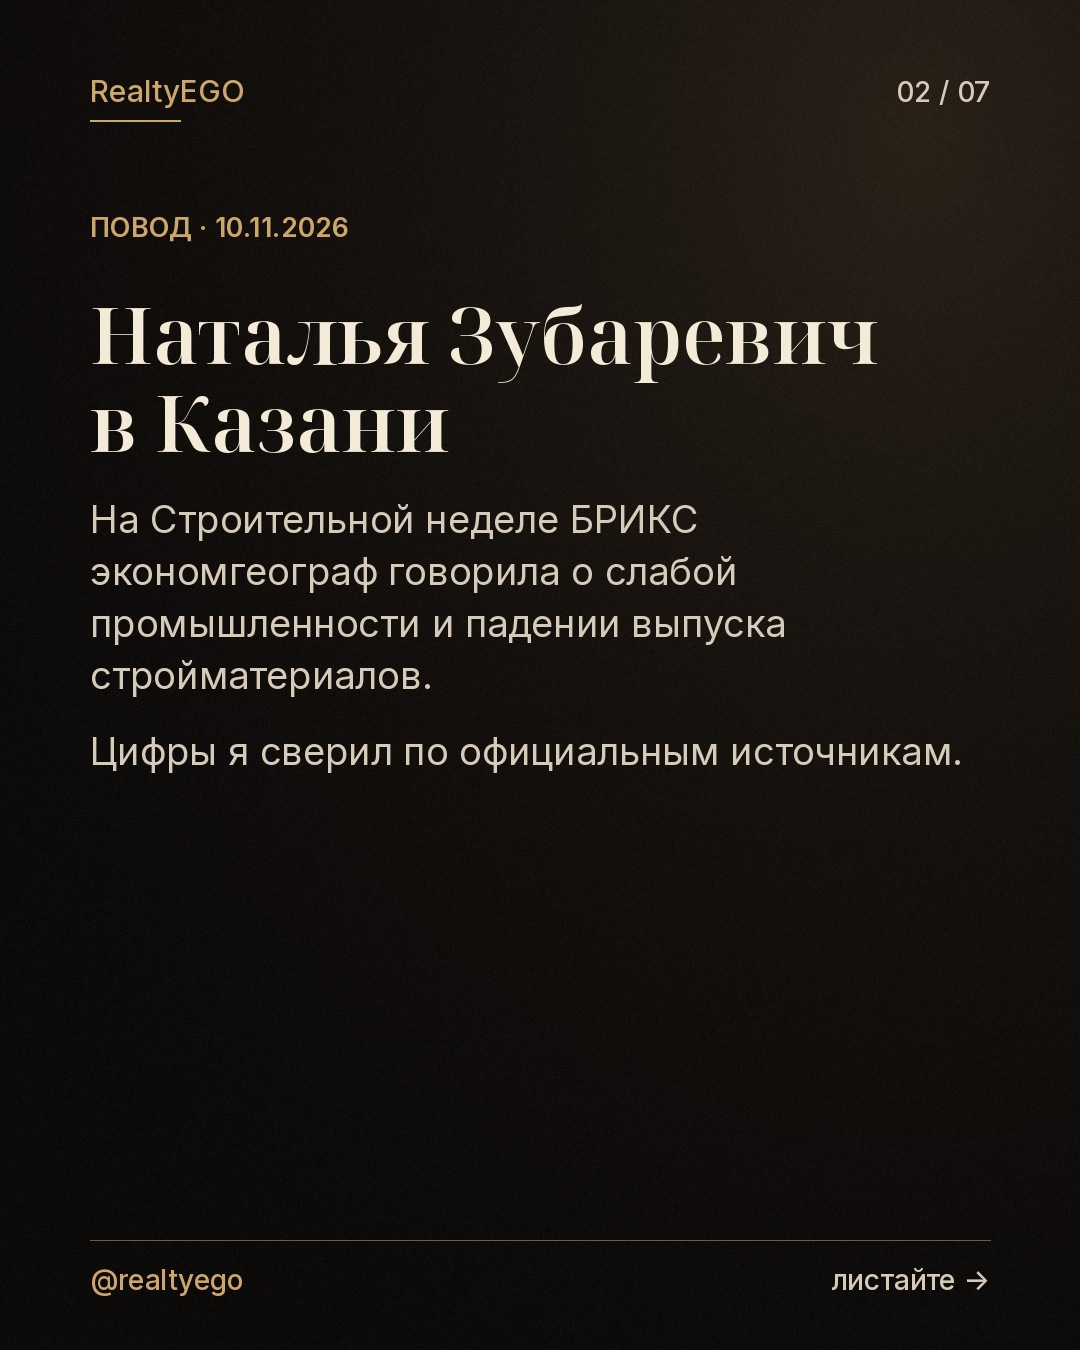 RealtyEGO
02 / 07
ПОВОД · 10.11.2026
Наталья Зубаревич
в Казани
На Строительной неделе БРИКС
экономгеограф говорила о слабой
промышленности и падении выпуска
стройматериалов.
Цифры я сверил по официальным источникам.
@realtyego
листайте →